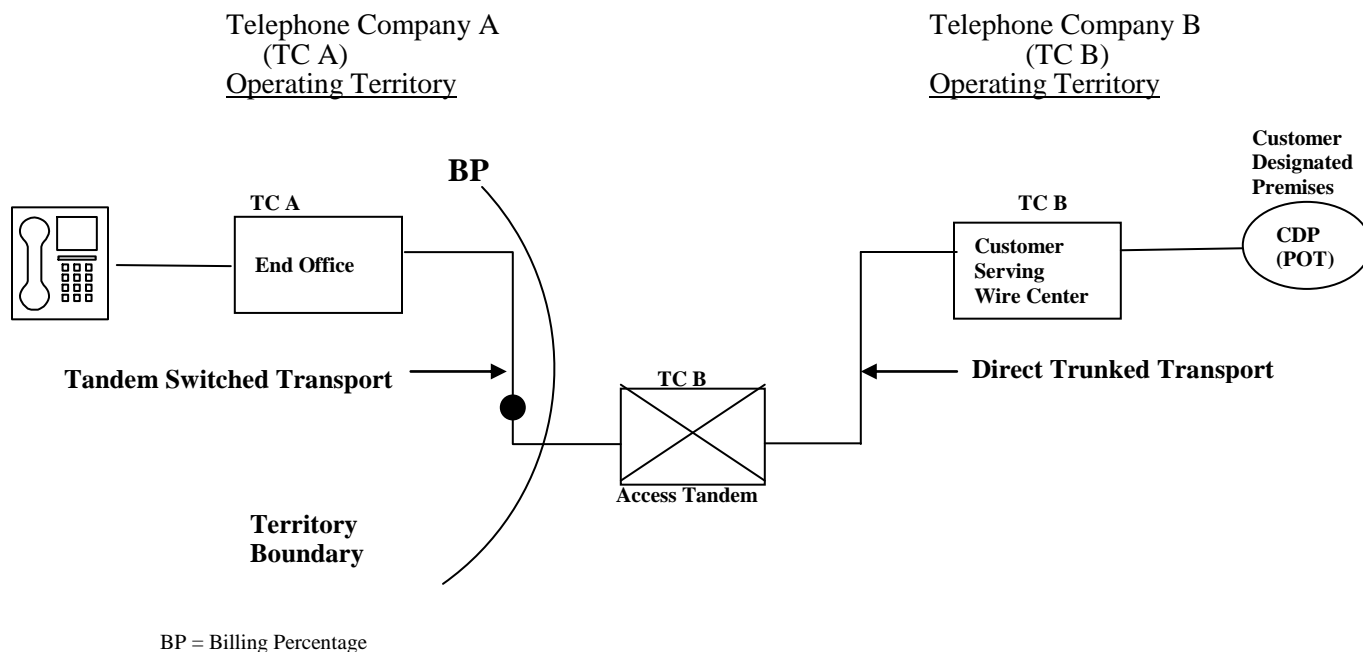 Telephone Company A
(TC A)
Operating Territory
Telephone Company B
(TC B)
Operating Territory
BP
Customer
Designated
Premises
TC A
End Office
TC B
Customer
Serving
Wire Center
CDP
(POT)
Tandem Switched Transport
TC B
Direct Trunked Transport
Access Tandem
Territory
Boundary
BP = Billing Percentage